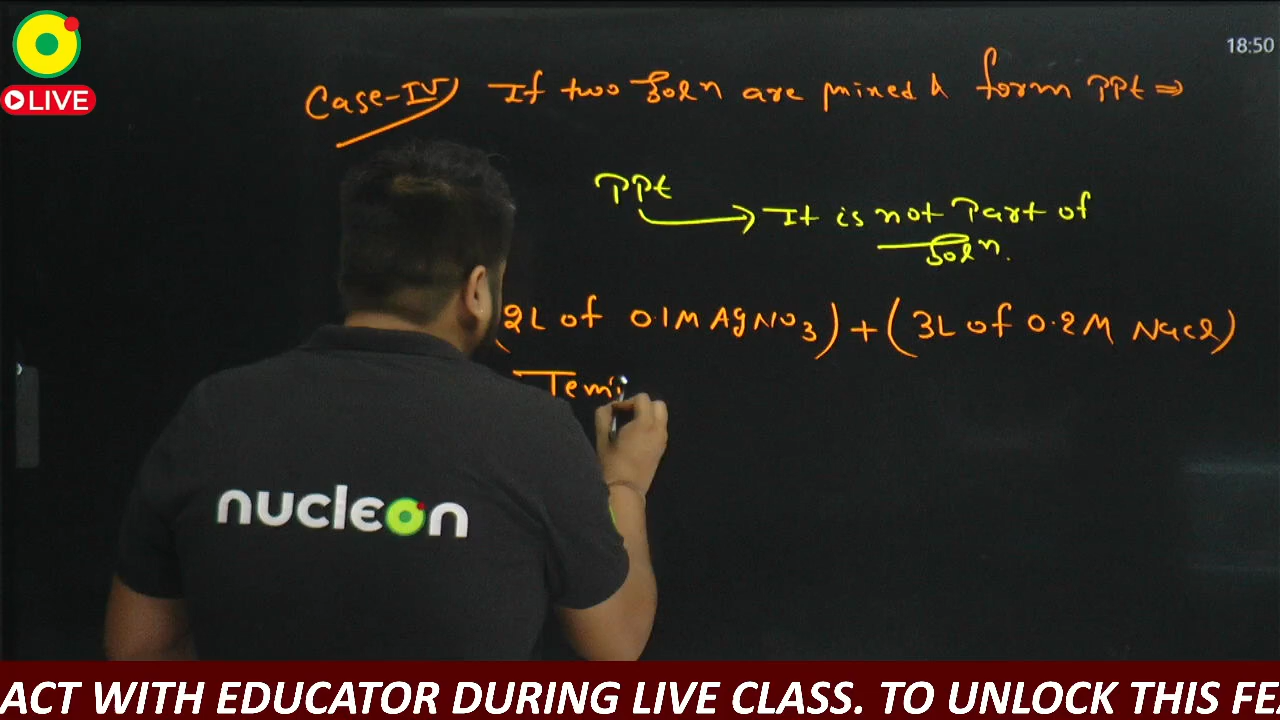 18:50
LIVE
Case-IV If two Soln are mixed & form PPt ⇒
PPt
It is not Part of
Soln.
(2L of 0.1M AgNO3) + (3L of 0.2M NaCl)
nucleon
ACT WITH EDUCATOR DURING LIVE CLASS. TO UNLOCK THIS FE